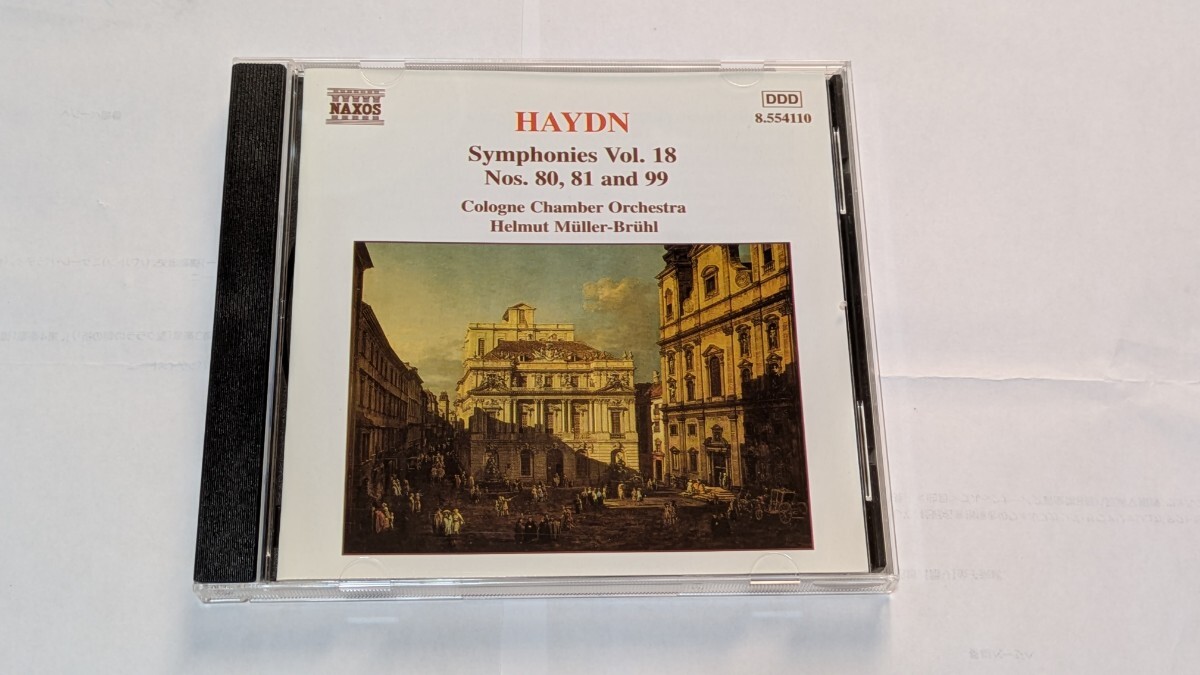 NAXOS
DDD
8.554110
HAYDN
Symphonies Vol. 18
Nos. 80, 81 and 99
Cologne Chamber Orchestra
Helmut Müller-Brühl